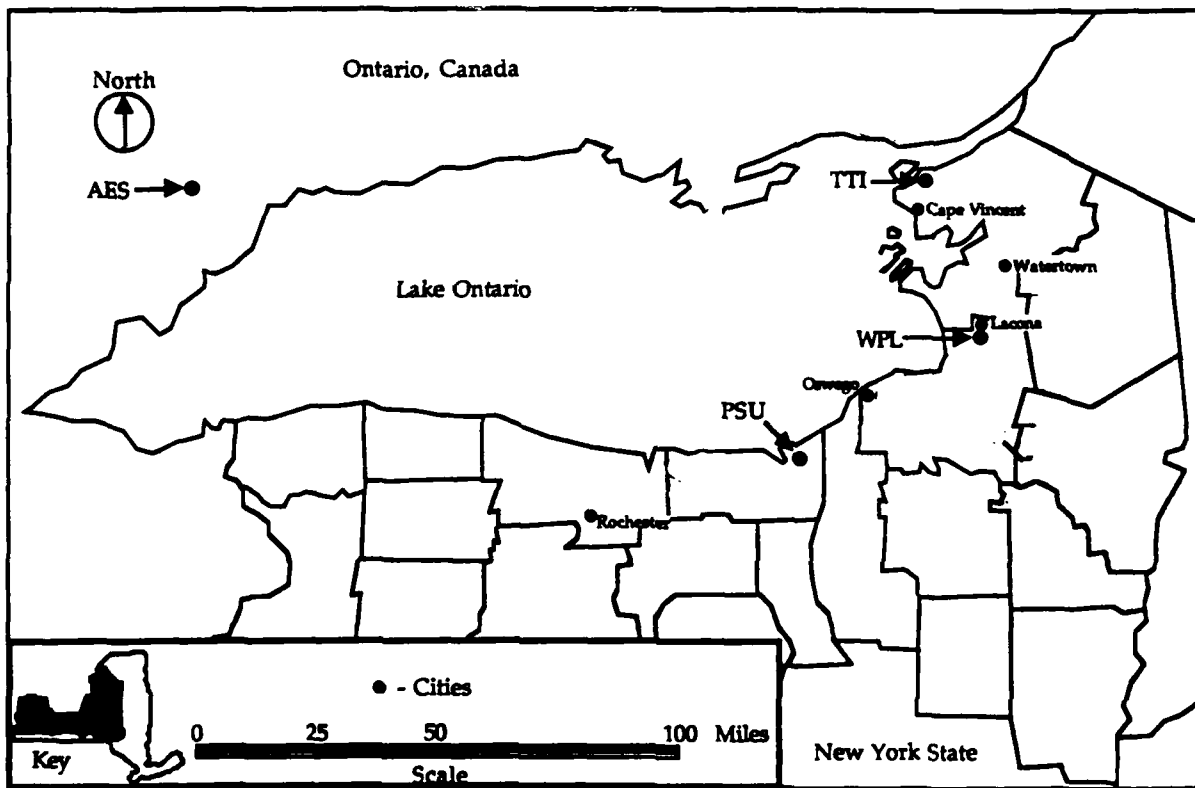 Ontario, Canada
North
AES
TTI
Cape Vincent
Watertown
Lake Ontario
Lacona
WPL
Oswego
PSU
Rochester
- Cities
0 25 50 100 Miles
Scale
Key
New York State